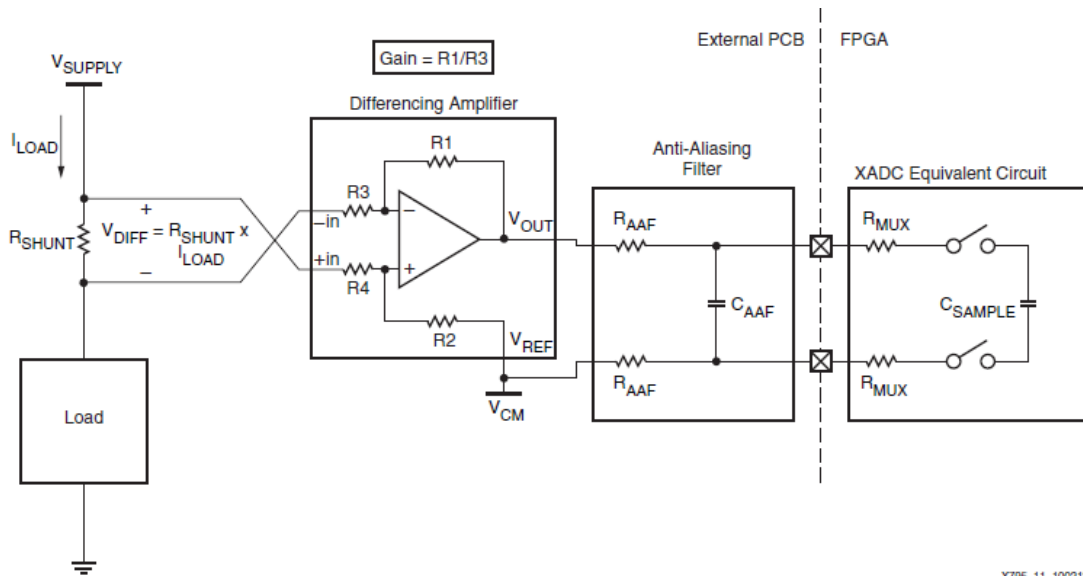 External PCB
FPGA
Gain = R1/R3
VSUPPLY
Differencing Amplifier
ILOAD
R1
Anti-Aliasing
Filter
XADC Equivalent Circuit
R3
+
–in
−
VOUT
RAAF
RMUX
RSHUNT
VDIFF = RSHUNT x
ILOAD
+in
+
R4
CAAF
CSAMPLE
−
R2
VREF
RAAF
RMUX
VCM
Load